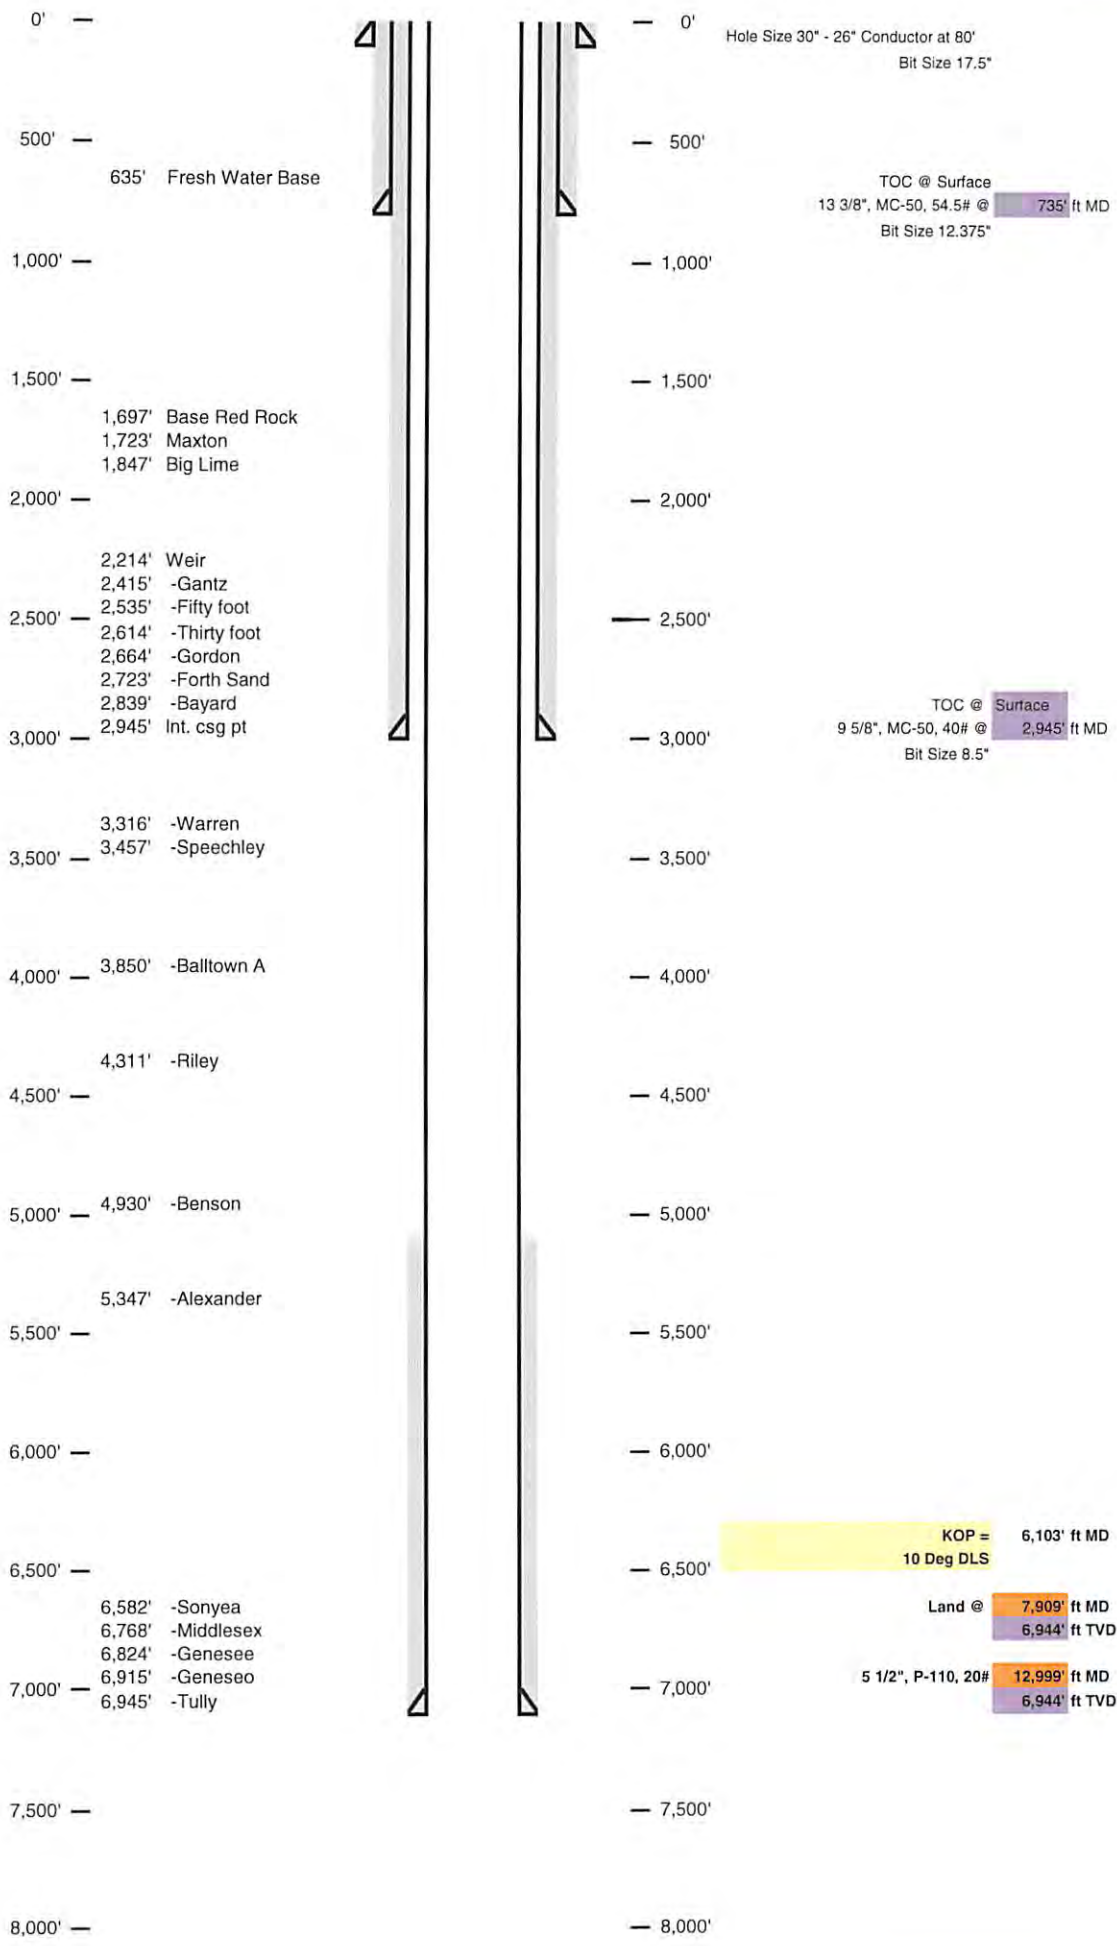 0'
0'
Hole Size 30" - 26" Conductor at 80'
Bit Size 17.5"
500'
500'
635' Fresh Water Base
TOC @ Surface
13 3/8", MC-50, 54.5# @ 735' ft MD
Bit Size 12.375"
1,000'
1,000'
1,500'
1,500'
1,697' Base Red Rock
1,723' Maxton
1,847' Big Lime
2,000'
2,000'
2,214' Weir
2,415' -Gantz
2,535' -Fifty foot
2,500'
2,500'
2,614' -Thirty foot
2,664' -Gordon
2,723' -Forth Sand
2,839' -Bayard
TOC @ Surface
2,945' Int. csg pt
9 5/8", MC-50, 40# @ 2,945' ft MD
3,000'
3,000'
Bit Size 8.5"
3,316' -Warren
3,457' -Speechley
3,500'
3,500'
3,850' -Balltown A
4,000'
4,000'
4,311' -Riley
4,500'
4,500'
4,930' -Benson
5,000'
5,000'
5,347' -Alexander
5,500'
5,500'
6,000'
6,000'
KOP = 6,103' ft MD
10 Deg DLS
6,500'
6,500'
6,582' -Sonyea
Land @ 7,909' ft MD
6,768' -Middlesex
6,944' ft TVD
6,824' -Genesee
6,915' -Geneseo
5 1/2", P-110, 20# 12,999' ft MD
7,000'
7,000'
6,945' -Tully
6,944' ft TVD
7,500'
7,500'
8,000'
8,000'